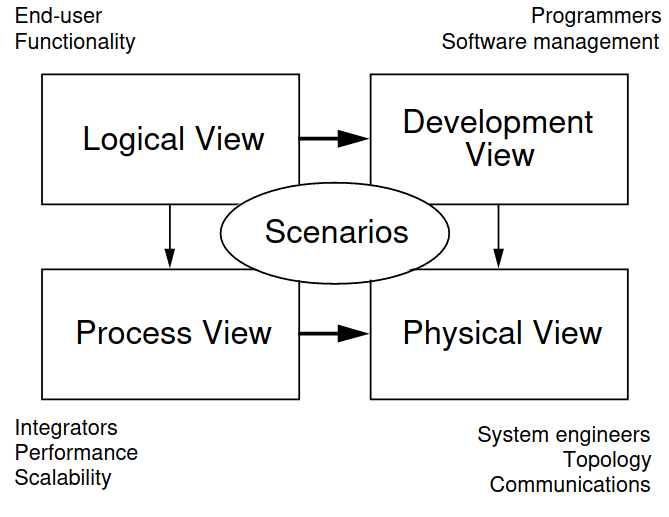 End-user
Functionality
Programmers
Software management
Logical View
Development
View
Scenarios
Process View
Physical View
Integrators
Performance
Scalability
System engineers
Topology
Communications